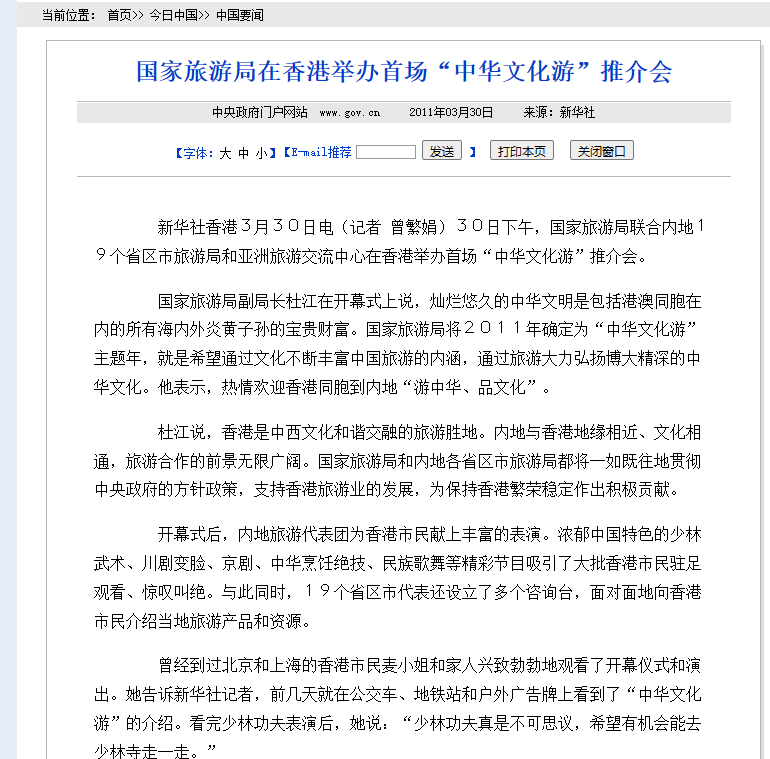 当前位置： 首页>> 今日中国>> 中国要闻
国家旅游局在香港举办首场“中华文化游”推介会
中央政府门户网站 www.gov.cn 2011年03月30日 来源：新华社
【字体：大 中 小】【E-mail推荐 发送 】 打印本页 关闭窗口
新华社香港３月３０日电（记者 曾繁娟）３０日下午，国家旅游局联合内地１
９个省区市旅游局和亚洲旅游交流中心在香港举办首场“中华文化游”推介会。
国家旅游局副局长杜江在开幕式上说，灿烂悠久的中华文明是包括港澳同胞在
内的所有海内外炎黄子孙的宝贵财富。国家旅游局将２０１１年确定为“中华文化游”
主题年，就是希望通过文化不断丰富中国旅游的内涵，通过旅游大力弘扬博大精深的中
华文化。他表示，热情欢迎香港同胞到内地“游中华、品文化”。
杜江说，香港是中西文化和谐交融的旅游胜地。内地与香港地缘相近、文化相
通，旅游合作的前景无限广阔。国家旅游局和内地各省区市旅游局都将一如既往地贯彻
中央政府的方针政策，支持香港旅游业的发展，为保持香港繁荣稳定作出积极贡献。
开幕式后，内地旅游代表团为香港市民献上丰富的表演。浓郁中国特色的少林
武术、川剧变脸、京剧、中华烹饪绝技、民族歌舞等精彩节目吸引了大批香港市民驻足
观看、惊叹叫绝。与此同时，１９个省区市代表还设立了多个咨询台，面对面地向香港
市民介绍当地旅游产品和资源。
曾经到过北京和上海的香港市民麦小姐和家人兴致勃勃地观看了开幕仪式和演
出。她告诉新华社记者，前几天就在公交车、地铁站和户外广告牌上看到了“中华文化
游”的介绍。看完少林功夫表演后，她说：“少林功夫真是不可思议，希望有机会能去
少林寺走一走。”